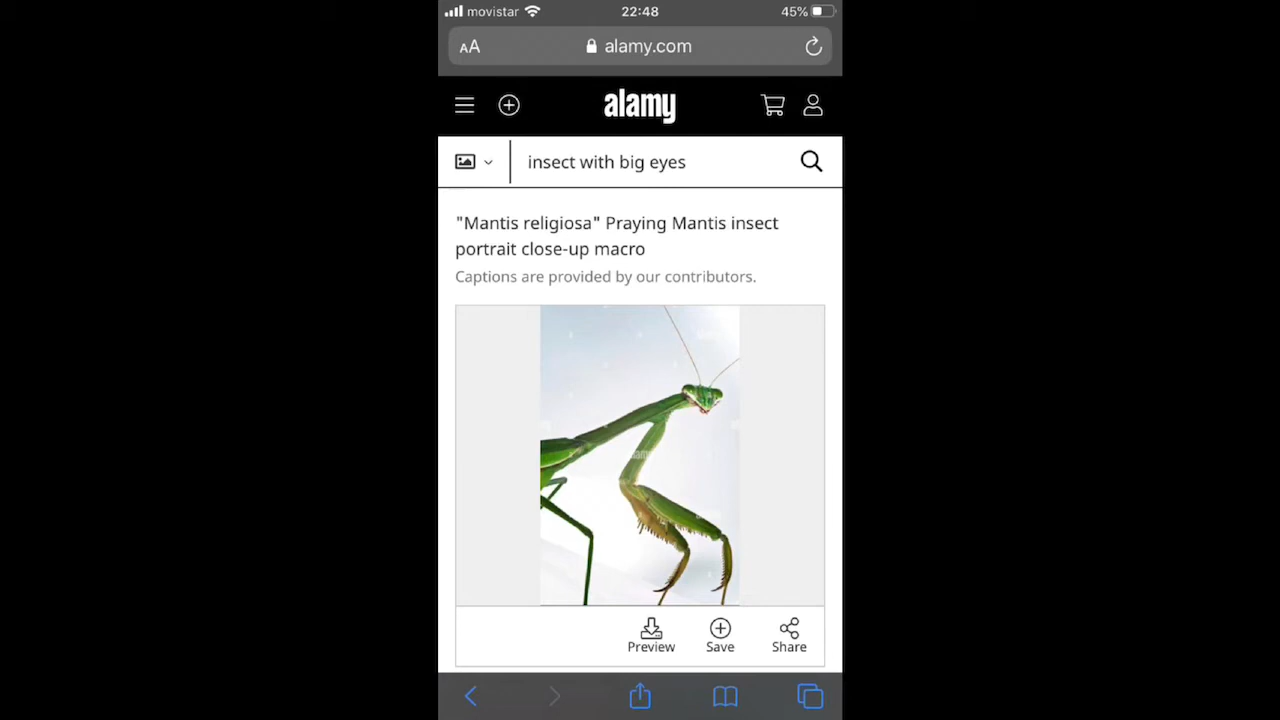 movistar 22:48 45%
AA alamy.com
alamy
insect with big eyes
"Mantis religiosa" Praying Mantis insect
portrait close-up macro
Captions are provided by our contributors.
alamy
Preview Save Share